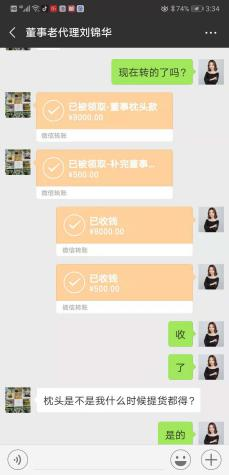 74% 3:34
董事老代理刘锦华
现在转的了吗?
已被领取-董事枕头款
¥8000.00
微信转账
已被领取-补完董事...
¥500.00
微信转账
已收钱
¥8000.00
微信转账
已收钱
¥500.00
微信转账
收
了
枕头是不是我什么时候提货都得?
是的